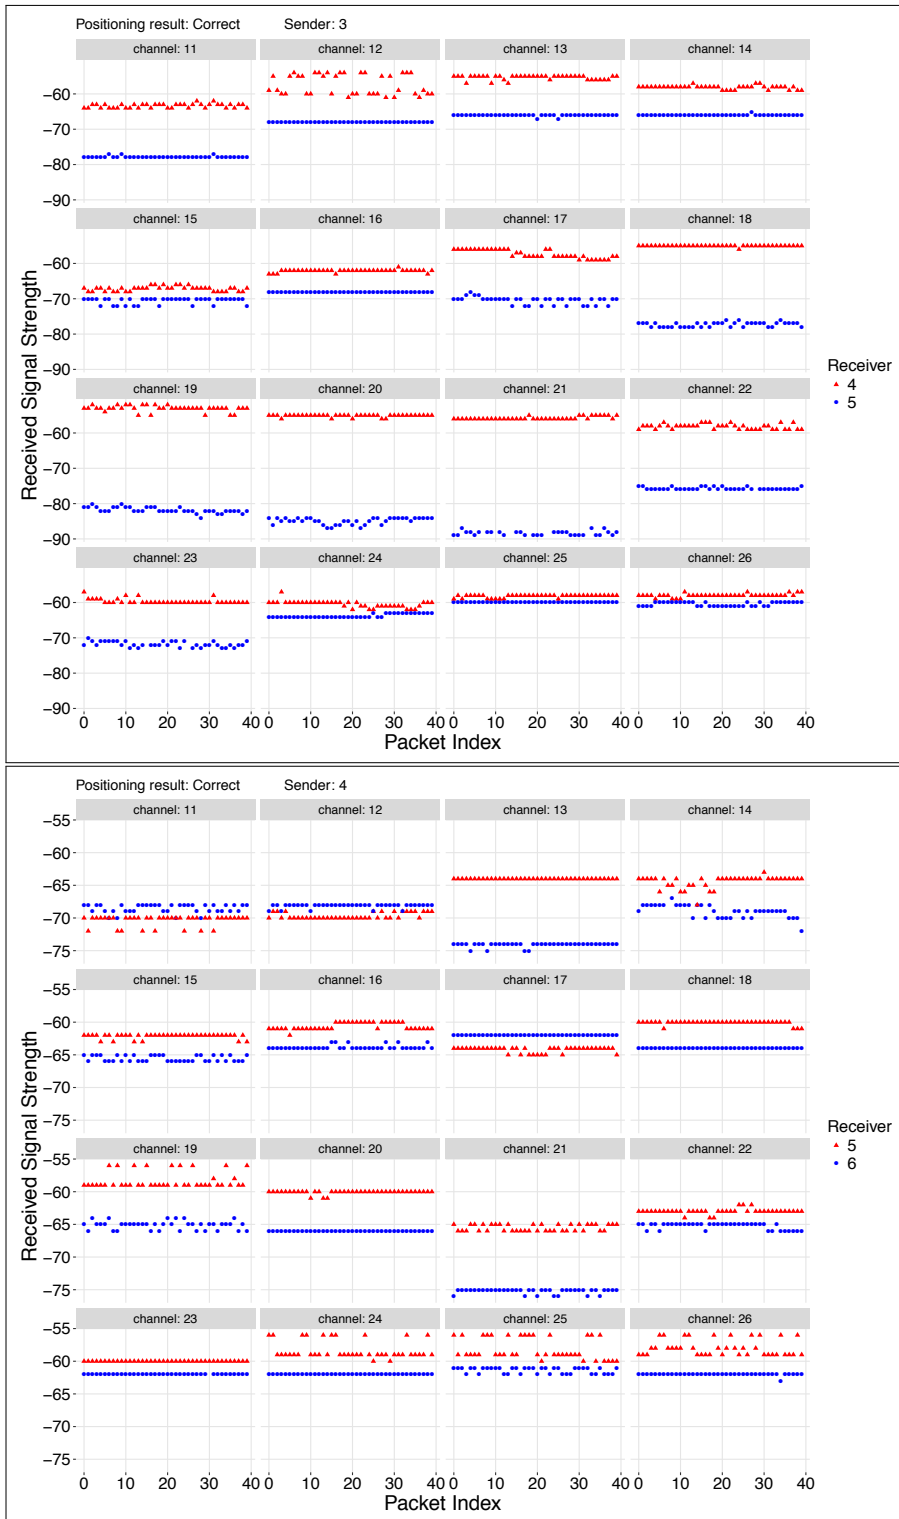 Positioning result: Correct Sender: 3
channel: 11 channel: 12 channel: 13 channel: 14
−60
−70
−80
−90
channel: 15 channel: 16 channel: 17 channel: 18
−60
−70
−80
−90
channel: 19 channel: 20 channel: 21 channel: 22
−60
−70
−80
−90
channel: 23 channel: 24 channel: 25 channel: 26
−60
−70
−80
−90
0 10 20 30 40 0 10 20 30 40 0 10 20 30 40 0 10 20 30 40
Packet Index
Received Signal Strength
Receiver
4
5
Positioning result: Correct Sender: 4
channel: 11 channel: 12 channel: 13 channel: 14
−55
−60
−65
−70
−75
channel: 15 channel: 16 channel: 17 channel: 18
−55
−60
−65
−70
−75
channel: 19 channel: 20 channel: 21 channel: 22
−55
−60
−65
−70
−75
channel: 23 channel: 24 channel: 25 channel: 26
−55
−60
−65
−70
−75
0 10 20 30 40 0 10 20 30 40 0 10 20 30 40 0 10 20 30 40
Packet Index
Received Signal Strength
Receiver
5
6